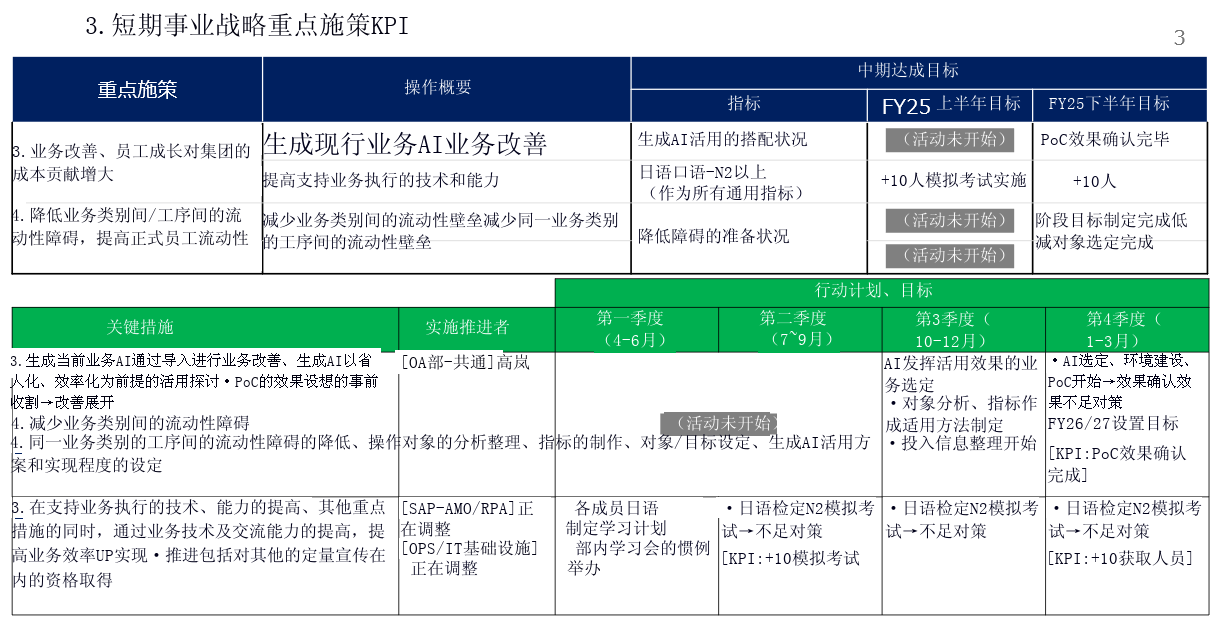 3.短期事业战略重点施策KPI
3
重点施策
操作概要
中期达成目标
指标
FY25 上半年目标
FY25下半年目标
3.业务改善、员工成长对集团的
成本贡献增大
生成现行业务AI业务改善
生成AI活用的搭配状况
（活动未开始）
PoC效果确认完毕
提高支持业务执行的技术和能力
日语口语-N2以上
（作为所有通用指标）
+10人模拟考试实施
+10人
4.降低业务类别间/工序间的流
动性障碍，提高正式员工流动性
减少业务类别间的流动性壁垒减少同一业务类别
的工序间的流动性壁垒
降低障碍的准备状况
（活动未开始）
（活动未开始）
阶段目标制定完成低
减对象选定完成
行动计划、目标
关键措施
实施推进者
第一季度
（4-6月）
第二季度
（7~9月）
第3季度（
10-12月）
第4季度（
1-3月）
3.生成当前业务AI通过导入进行业务改善、生成AI以省
人化、效率化为前提的活用探讨・PoC的效果设想的事前
收割→改善展开
4.减少业务类别间的流动性障碍
4.同一业务类别的工序间的流动性障碍的降低、操作对象的分析整理、指标的制作、对象/目标设定、生成AI活用方
案和实现程度的设定
[OA部-共通]高岚
（活动未开始）
AI发挥活用效果的业
务选定
・对象分析、指标作
成适用方法制定
・投入信息整理开始
・AI选定、环境建设、
PoC开始→效果确认效
果不足对策
FY26/27设置目标
[KPI:PoC效果确认
完成]
3.在支持业务执行的技术、能力的提高、其他重点
措施的同时，通过业务技术及交流能力的提高，提
高业务效率UP实现・推进包括对其他的定量宣传在
内的资格取得
[SAP-AMO/RPA]正
在调整
[OPS/IT基础设施]
正在调整
各成员日语
制定学习计划
部内学习会的惯例
举办
・日语检定N2模拟考
试→不足对策
[KPI:+10模拟考试
・日语检定N2模拟考
试→不足对策
・日语检定N2模拟考
试→不足对策
[KPI:+10获取人员]